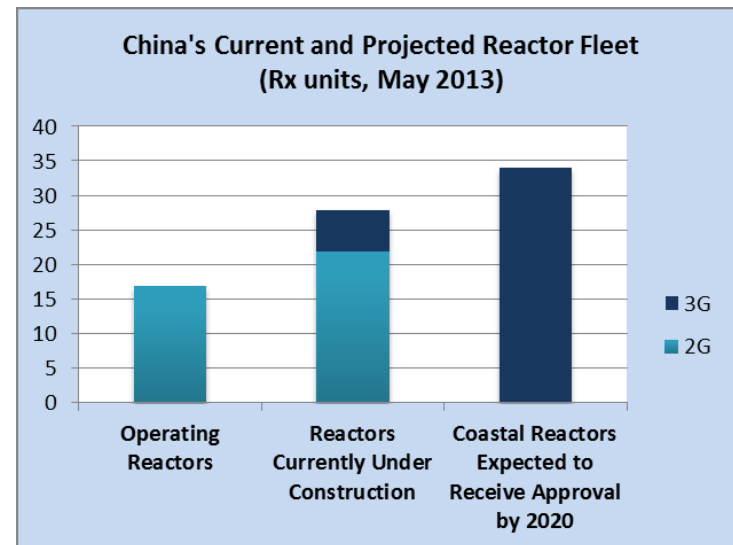 China's Current and Projected Reactor Fleet
(Rx units, May 2013)
40
35
30
25
20
15
10
5
0
3G
2G
Operating
Reactors
Reactors
Currently Under
Construction
Coastal Reactors
Expected to
Receive Approval
by 2020